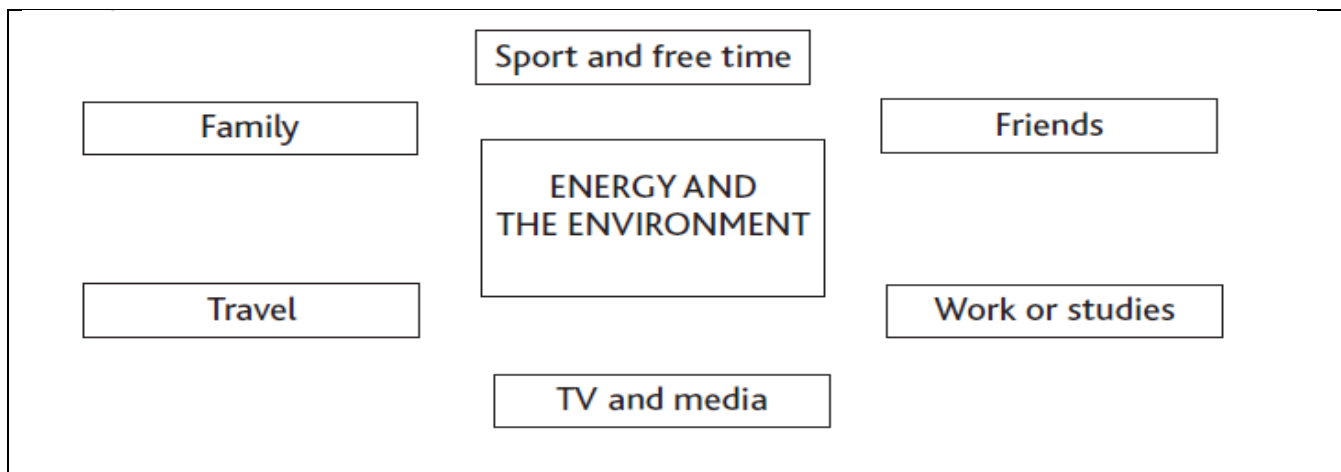 Sport and free time
Family
Friends
ENERGY AND
THE ENVIRONMENT
Travel
Work or studies
TV and media